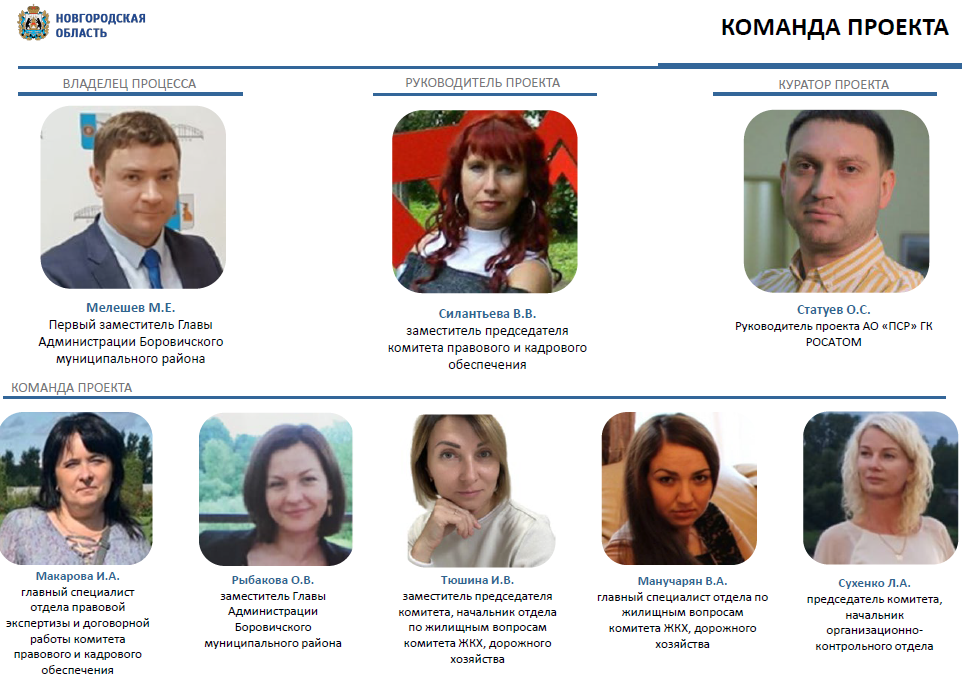 НОВГОРОДСКАЯ
ОБЛАСТЬ
КОМАНДА ПРОЕКТА
ВЛАДЕЛЕЦ ПРОЦЕССА
РУКОВОДИТЕЛЬ ПРОЕКТА
КУРАТОР ПРОЕКТА
Мелешев М.Е.
Первый заместитель Главы
Администрации Боровичского
муниципального района
Силантьева В.В.
заместитель председателя
комитета правового и кадрового
обеспечения
Статуев О.С.
Руководитель проекта АО «ПСР» ГК
РОСАТОМ
КОМАНДА ПРОЕКТА
Макарова И.А.
главный специалист
отдела правовой
экспертизы и договорной
работы комитета
правового и кадрового
обеспечения
Рыбакова О.В.
заместитель Главы
Администрации
Боровичского
муниципального района
Тюшина И.В.
заместитель председателя
комитета, начальник отдела
по жилищным вопросам
комитета ЖКХ, дорожного
хозяйства
Манучарян В.А.
главный специалист отдела по
жилищным вопросам
комитета ЖКХ, дорожного
хозяйства
Сухенко Л.А.
председатель комитета,
начальник
организационно-
контрольного отдела